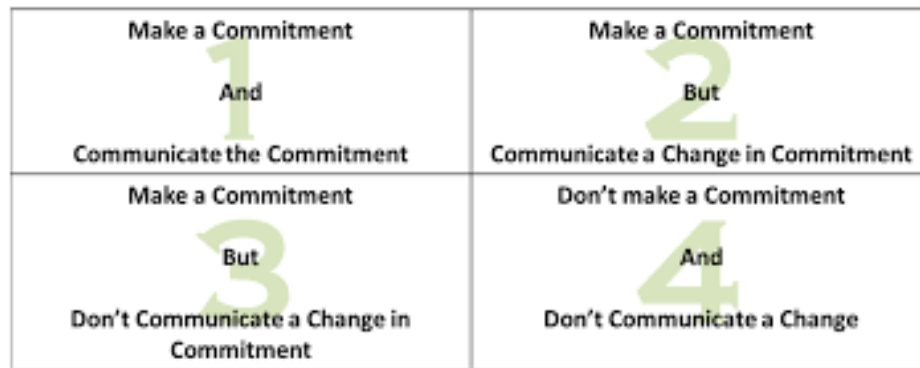 Make a Commitment
1
And
Communicate the Commitment
Make a Commitment
2
But
Communicate a Change in Commitment
Make a Commitment
3
But
Don't Communicate a Change in
Commitment
Don't make a Commitment
4
And
Don't Communicate a Change